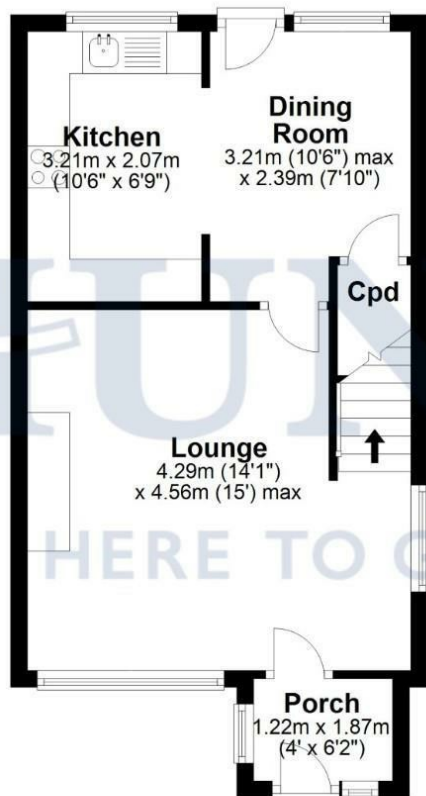 Kitchen
3.21m x 2.07m
(10'6" x 6'9")
Dining
Room
3.21m (10'6") max
x 2.39m (7'10")
Cpd
Lounge
4.29m (14'1")
x 4.56m (15') max
HERE TO G
Porch
1.22m x 1.87m
(4' x 6'2")